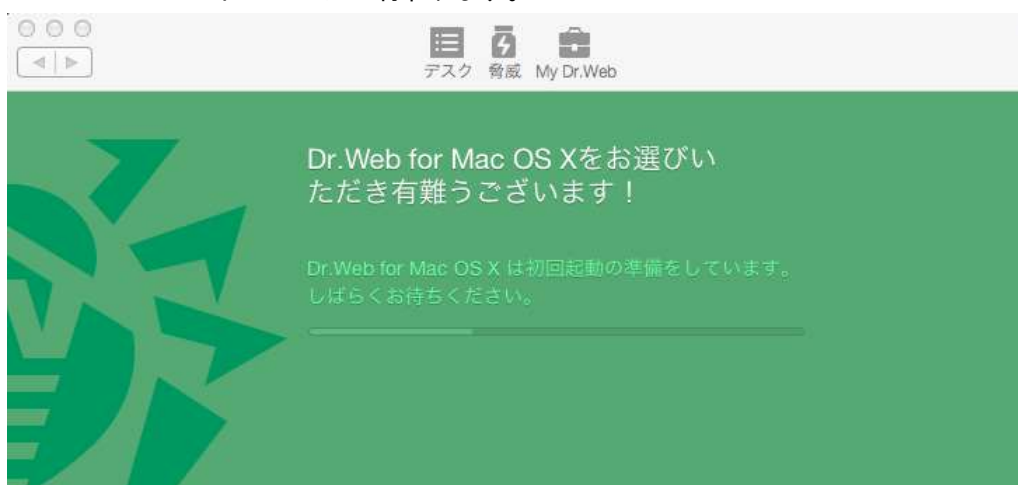 デスク 脅威 My Dr.Web
Dr.Web for Mac OS Xをお選びい
ただき有難うございます！
Dr.Web for Mac OS X は初回起動の準備をしています。
しばらくお待ちください。